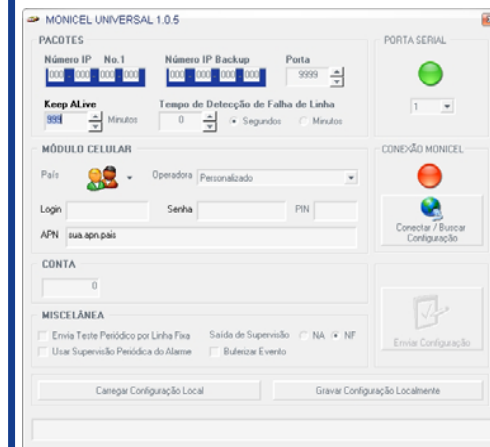 MONICEL UNIVERSAL 1.0.5
PACOTES
Número IP No.1 Número IP Backup Porta
000.000.000.000 000.000.000.000 9999
Keep ALive Tempo de Detecção de Falha de Linha
999 Minutos 0 Segundos Minutos
PORTA SERIAL
1
MÓDULO CELULAR
País Operadora Personalizado
Login Senha PIN
APN sua.apn.pais
CONEXÃO MONICEL
Conectar / Buscar
Configuração
CONTA
0
MISCELÂNEA
Envia Teste Periódico por Linha Fixa Saída de Supervisão NA NF
Usar Supervisão Periódica do Alarme Buferizar Evento
Enviar Configuração
Carregar Configuração Local Gravar Configuração Localmente